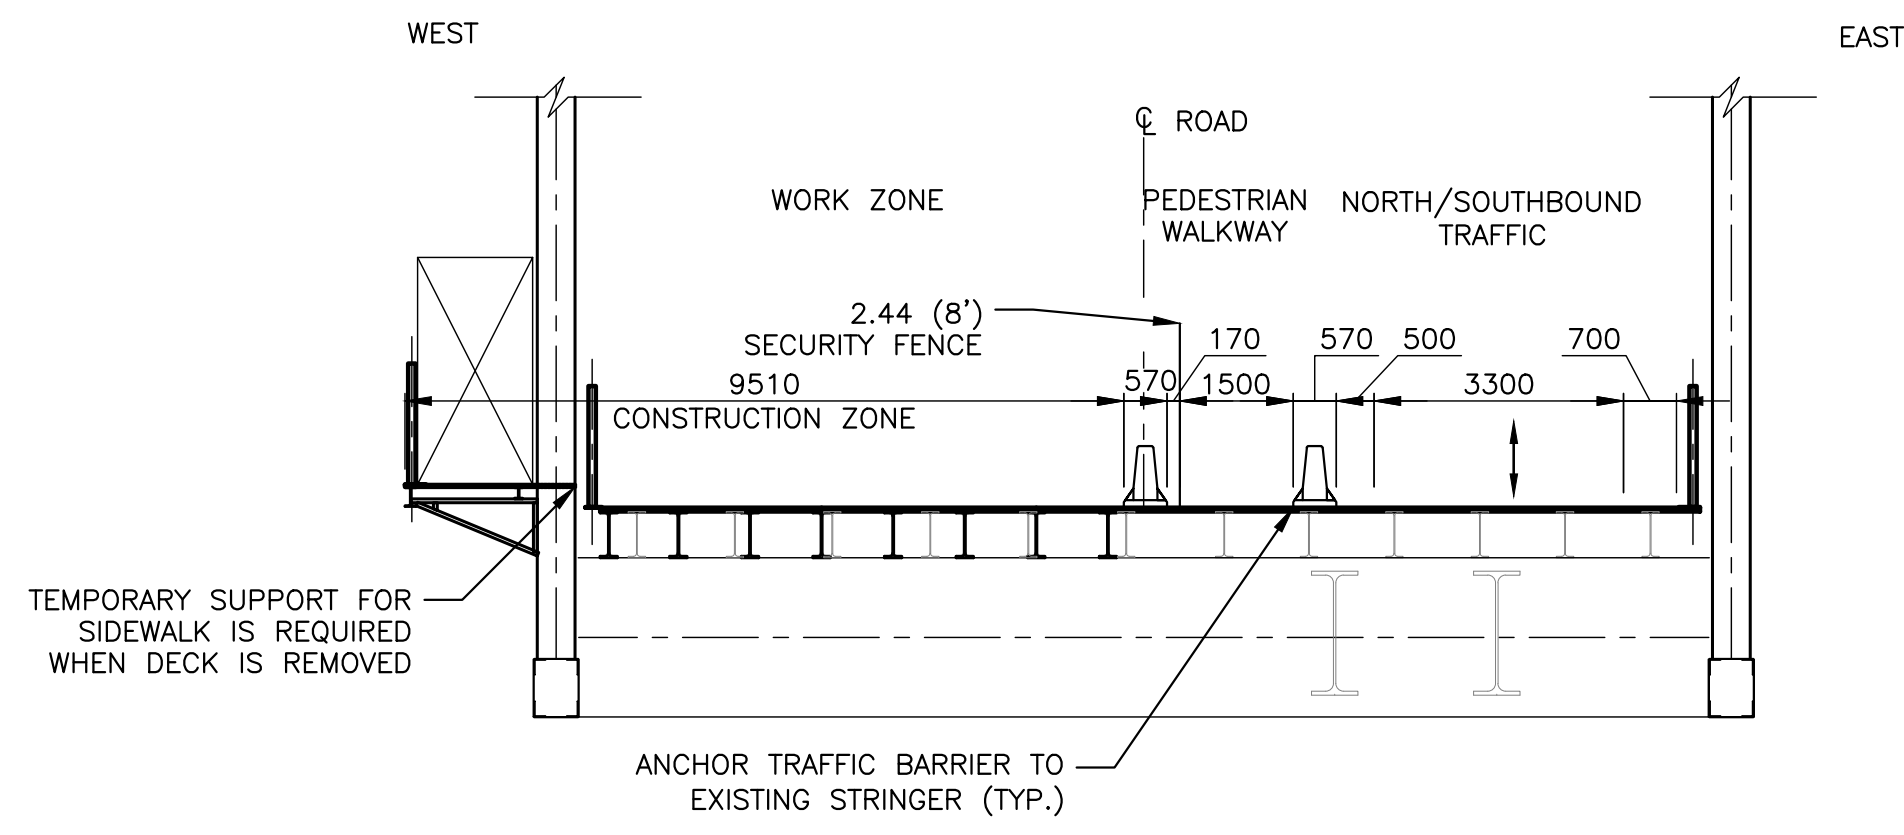 WEST
EAST
℄ ROAD
WORK ZONE
PEDESTRIAN
WALKWAY
NORTH/SOUTHBOUND
TRAFFIC
2.44 (8')
SECURITY FENCE
170
570
500
700
9510
570
1500
3300
CONSTRUCTION ZONE
TEMPORARY SUPPORT FOR
SIDEWALK IS REQUIRED
WHEN DECK IS REMOVED
ANCHOR TRAFFIC BARRIER TO
EXISTING STRINGER (TYP.)